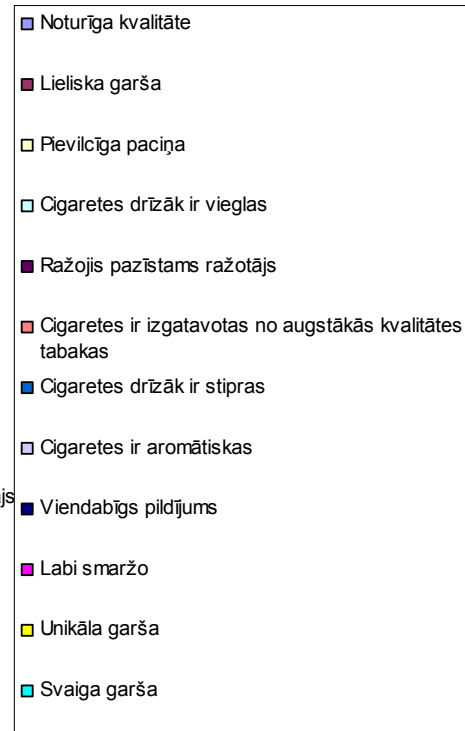 Noturīga kvalitāte
Lieliska garša
Pievilcīga paciņa
Cigaretes drīzāk ir vieglas
Ražojis pazīstams ražotājs
Cigaretes ir izgatavotas no augstākās kvalitātes
tabakas
Cigaretes drīzāk ir stipras
Cigaretes ir aromātiskas
Viendabīgs pildījums
Labi smaržo
Unikāla garša
Svaiga garša